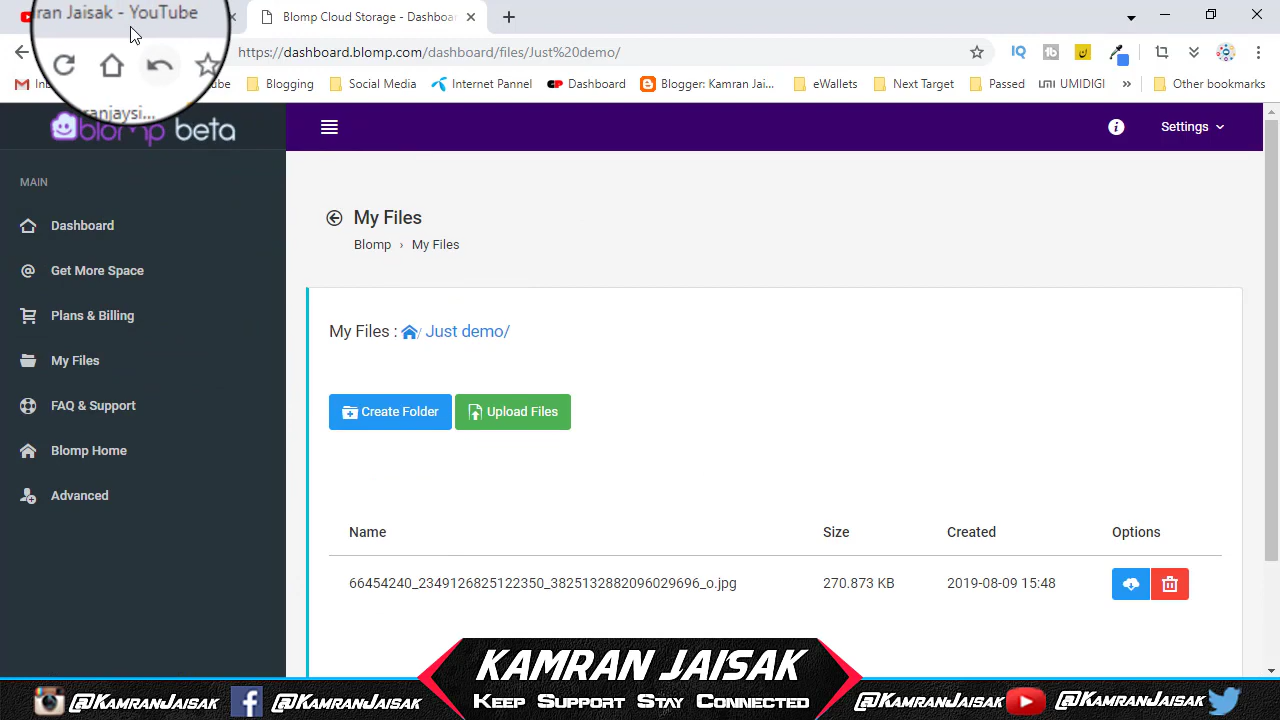 ran Jaisak - YouTube
Blomp Cloud Storage - Dashboar
https://dashboard.blomp.com/dashboard/files/Just%20demo/
ranjaysi...
Blogging
Social Media
Internet Panel
Dashboard
Blogger: Kamran Jai...
eWallets
Next Target
Passed
UMIDIGI
Other bookmarks
blomp beta
Settings
MAIN
Dashboard
Get More Space
Plans & Billing
My Files
FAQ & Support
Blomp Home
Advanced
My Files
Blomp › My Files
My Files : / Just demo/
Create Folder
Upload Files
Name Size Created Options
66454240_2349126825122350_3825132882096029696_o.jpg 270.873 KB 2019-08-09 15:48
KAMRAN JAISAK
Keep Support Stay Connected
@KamranJaisak
@KamranJaisak
@KamranJaisak
@KamranJaisak